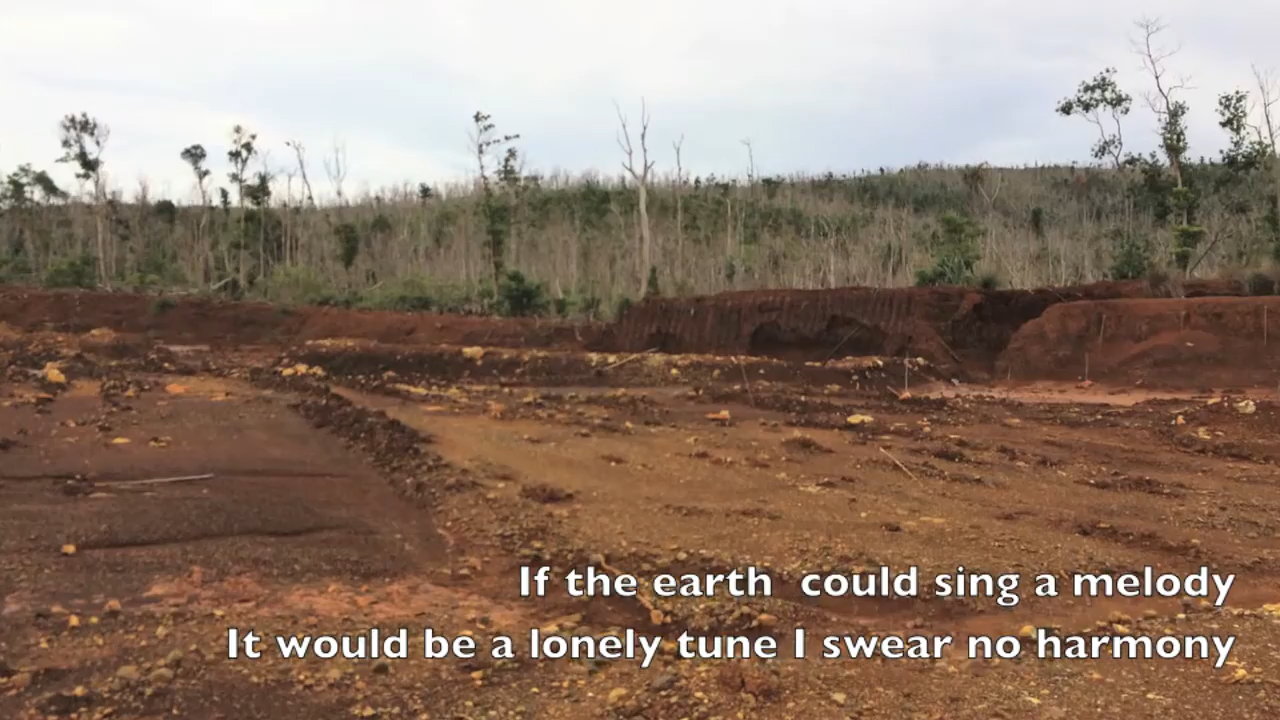 If the earth  could sing a melody
It would be a lonely tune I swear no harmony